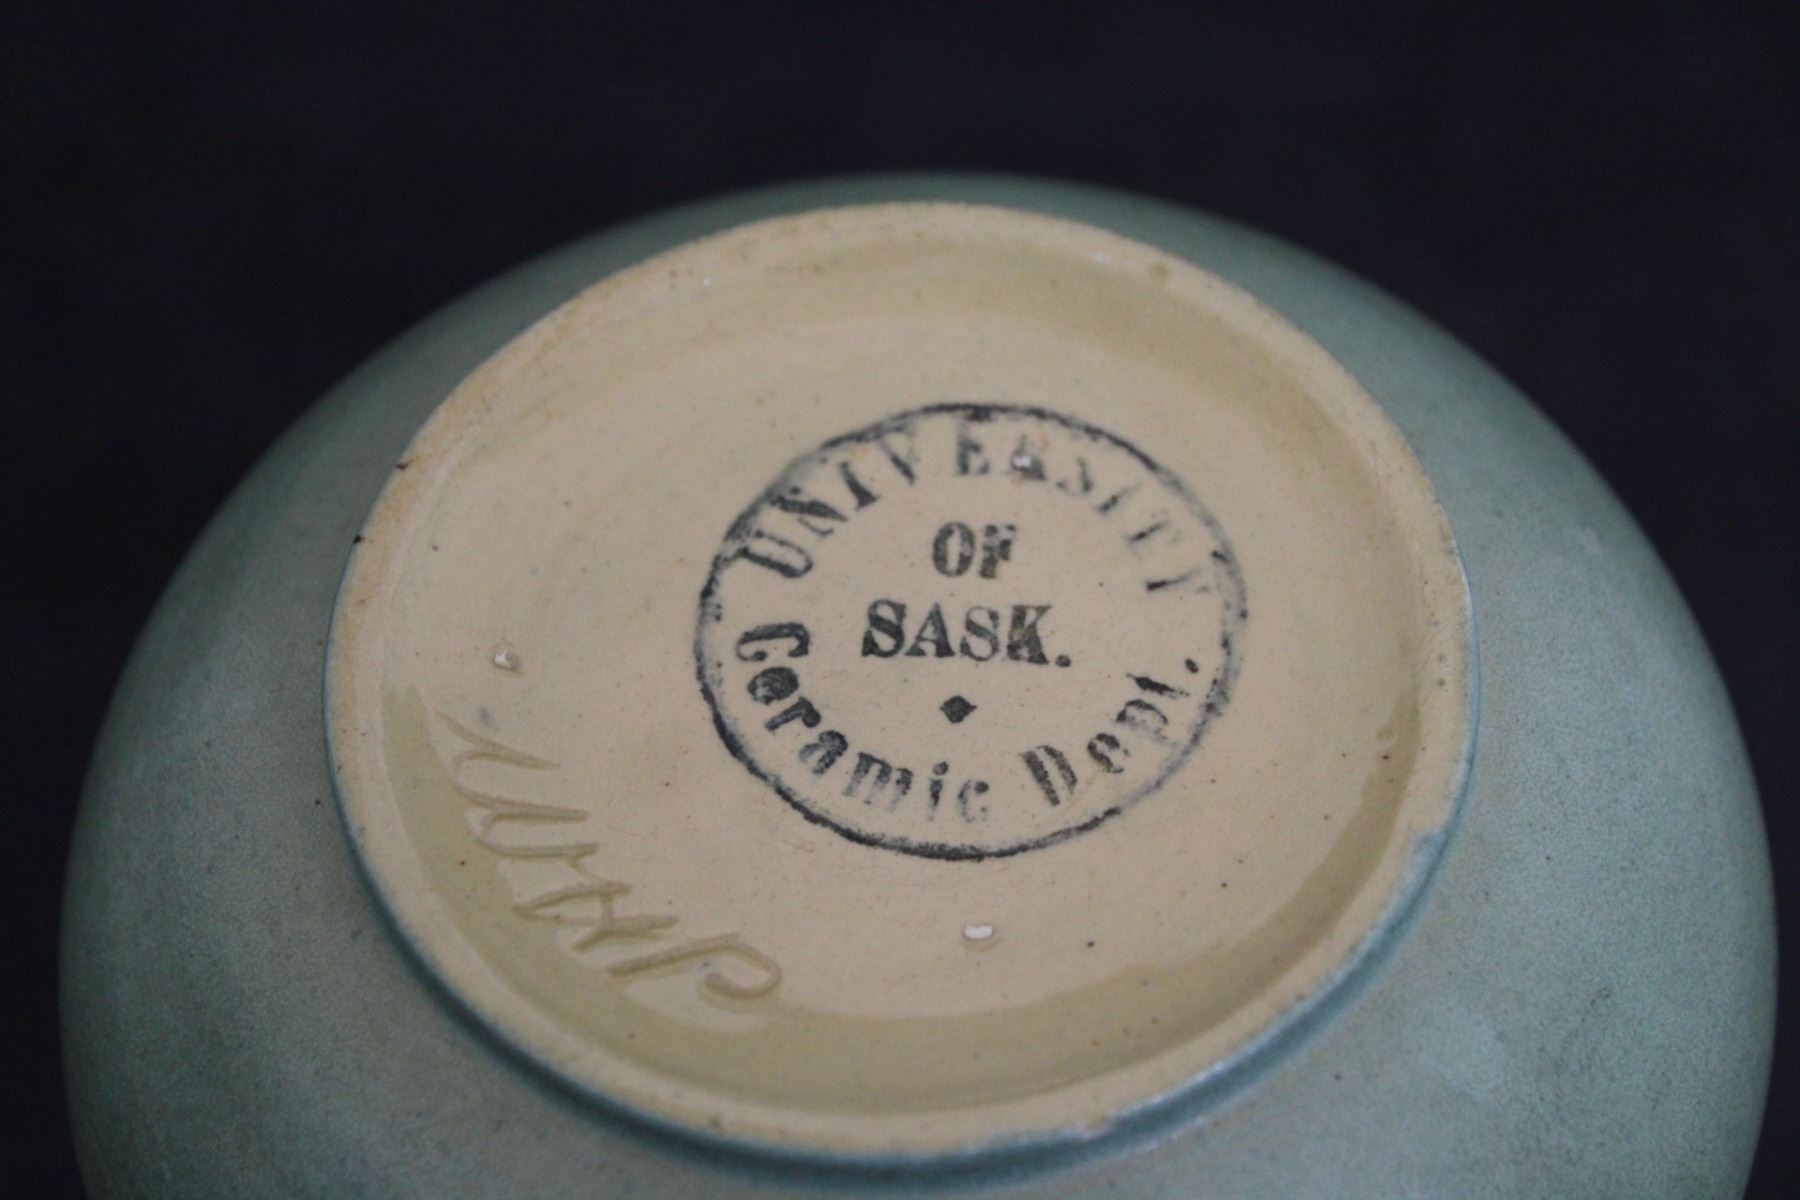 UNIVERSITY
OF
SASK.
Ceramic Dept.